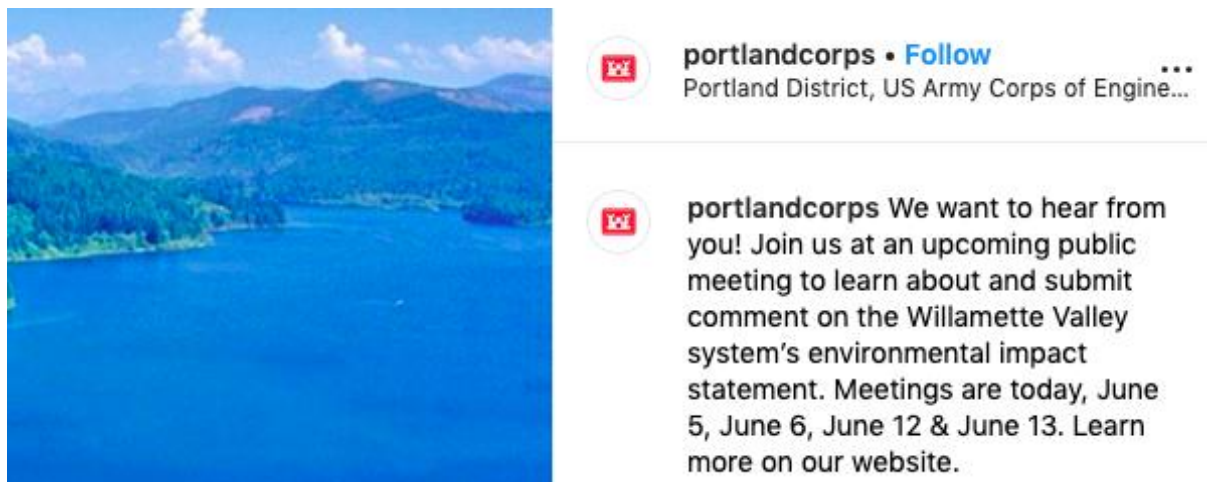 portlandcorps • Follow
Portland District, US Army Corps of Engine...
portlandcorps We want to hear from
you! Join us at an upcoming public
meeting to learn about and submit
comment on the Willamette Valley
system's environmental impact
statement. Meetings are today, June
5, June 6, June 12 & June 13. Learn
more on our website.